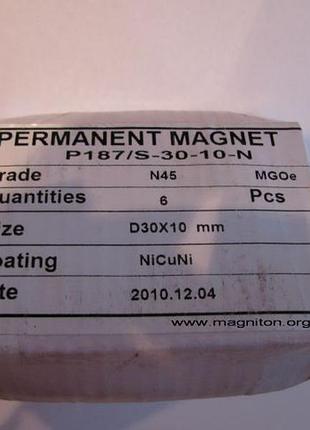 PERMANENT MAGNET
P187/S-30-10-N
rade N45 MGOe
uantities 6 Pcs
ize D30X10 mm
oating NiCuNi
te 2010.12.04
www.magniton.org